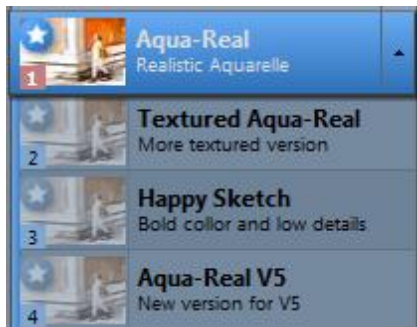 Aqua-Real
Realistic Aquarelle
1
Textured Aqua-Real
More textured version
2
Happy Sketch
Bold collor and low details
3
Aqua-Real V5
New version for V5
4